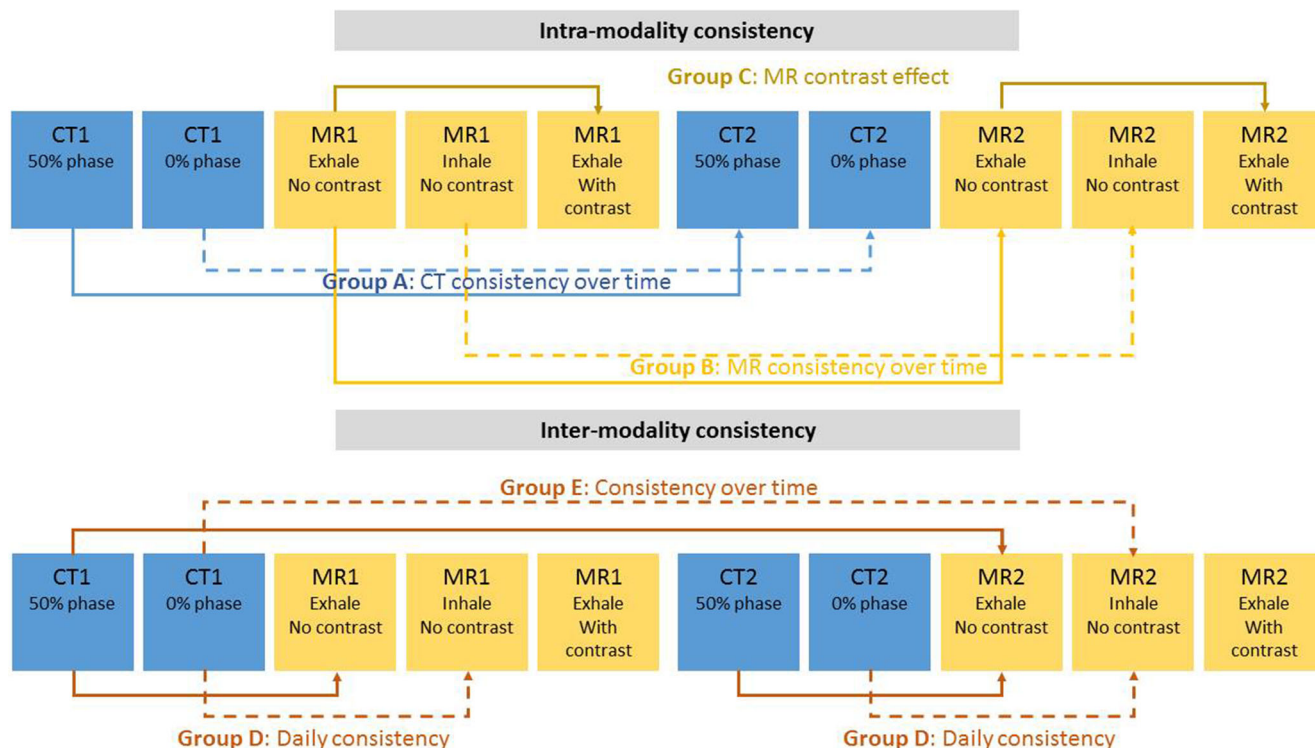 Intra-modality consistency
Group C: MR contrast effect
CT1
50% phase
CT1
0% phase
MR1
Exhale
No contrast
MR1
Inhale
No contrast
MR1
Exhale
With
contrast
CT2
50% phase
CT2
0% phase
MR2
Exhale
No contrast
MR2
Inhale
No contrast
MR2
Exhale
With
contrast
Group A: CT consistency over time
Group B: MR consistency over time
Inter-modality consistency
Group E: Consistency over time
CT1
50% phase
CT1
0% phase
MR1
Exhale
No contrast
MR1
Inhale
No contrast
MR1
Exhale
With
contrast
CT2
50% phase
CT2
0% phase
MR2
Exhale
No contrast
MR2
Inhale
No contrast
MR2
Exhale
With
contrast
Group D: Daily consistency
Group D: Daily consistency